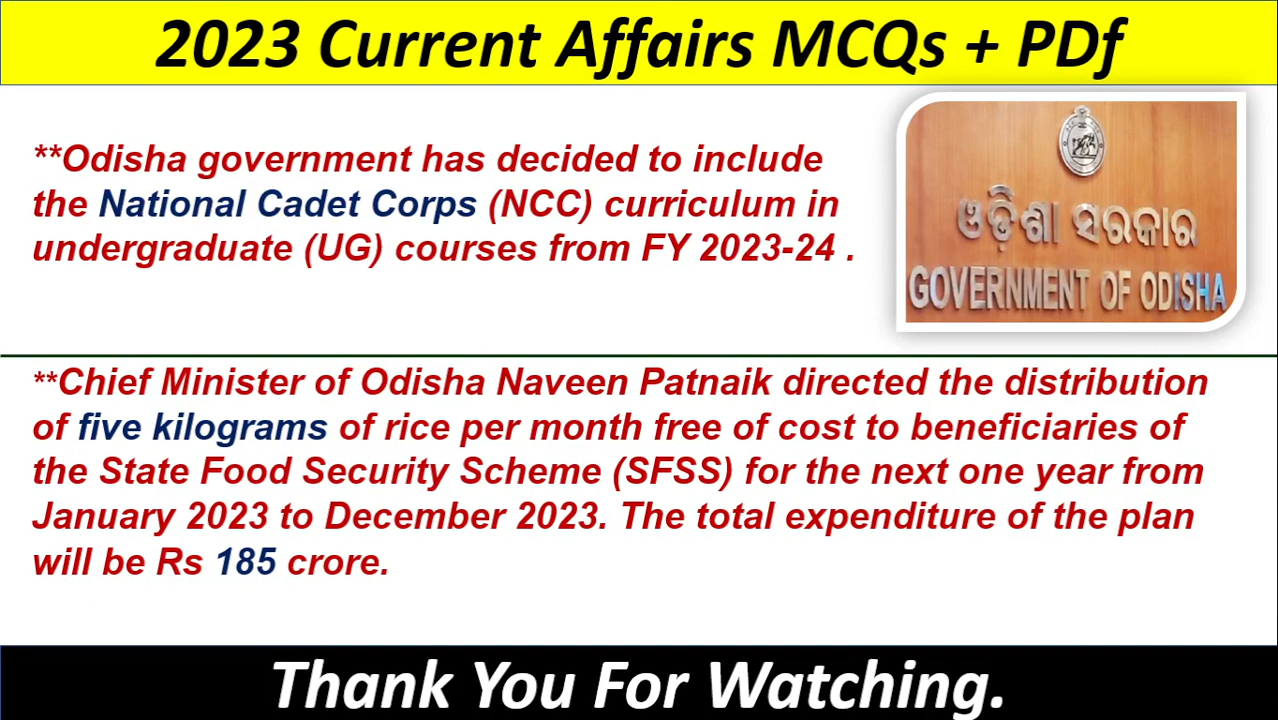 2023 Current Affairs MCQs + PDf
**Odisha government has decided to include
the National Cadet Corps (NCC) curriculum in
undergraduate (UG) courses from FY 2023-24 .
ଓଡ଼ିଶା ସରକାର
GOVERNMENT OF ODISHA
**Chief Minister of Odisha Naveen Patnaik directed the distribution
of five kilograms of rice per month free of cost to beneficiaries of
the State Food Security Scheme (SFSS) for the next one year from
January 2023 to December 2023. The total expenditure of the plan
will be Rs 185 crore.
Thank You For Watching.